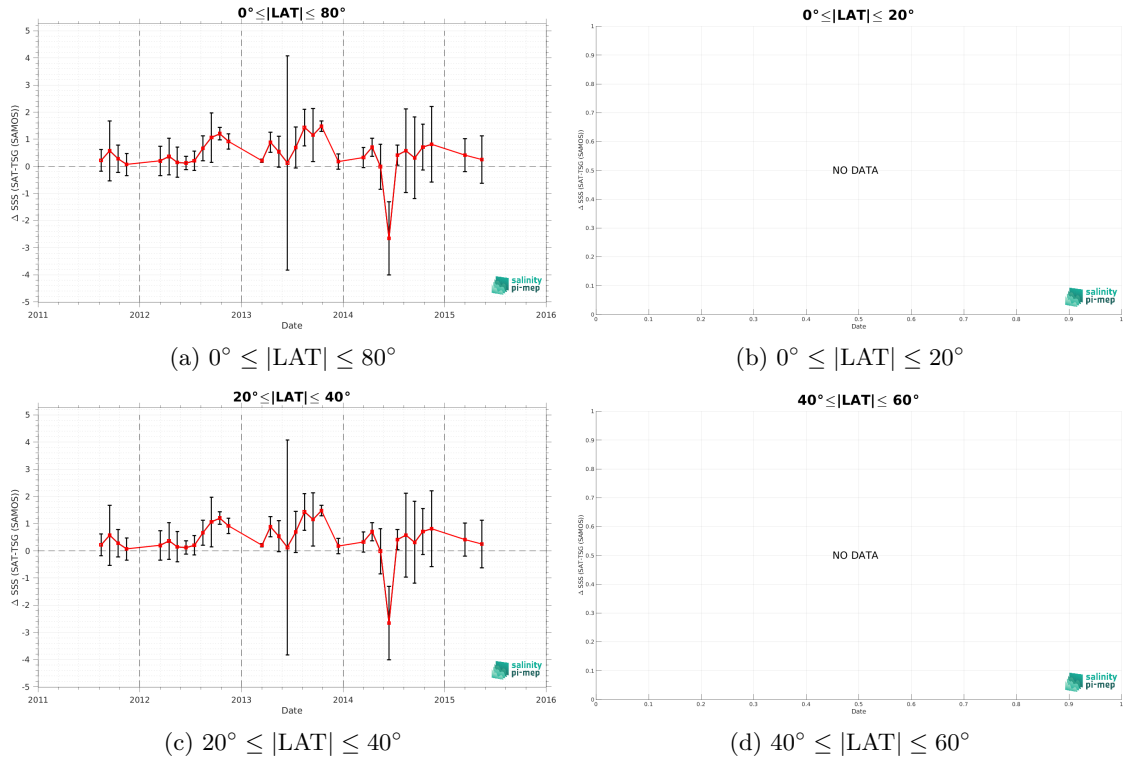 0°≤|LAT|≤ 80°
Δ SSS (SAT-TSG (SAMOS))
5
4
3
2
1
0
-1
-2
-3
-4
-5
2011 2012 2013 2014 2015 2016
Date
salinity
pi-mep
(a) 0° ≤ |LAT| ≤ 80°
0°≤|LAT|≤ 20°
Δ SSS (SAT-TSG (SAMOS))
1
0.9
0.8
0.7
0.6
0.5
0.4
0.3
0.2
0.1
0
NO DATA
0 0.1 0.2 0.3 0.4 0.5 0.6 0.7 0.8 0.9 1
Date
salinity
pi-mep
(b) 0° ≤ |LAT| ≤ 20°
20°≤|LAT|≤ 40°
Δ SSS (SAT-TSG (SAMOS))
5
4
3
2
1
0
-1
-2
-3
-4
-5
2011 2012 2013 2014 2015 2016
Date
salinity
pi-mep
(c) 20° ≤ |LAT| ≤ 40°
40°≤|LAT|≤ 60°
Δ SSS (SAT-TSG (SAMOS))
1
0.9
0.8
0.7
0.6
0.5
0.4
0.3
0.2
0.1
0
NO DATA
0 0.1 0.2 0.3 0.4 0.5 0.6 0.7 0.8 0.9 1
Date
salinity
pi-mep
(d) 40° ≤ |LAT| ≤ 60°